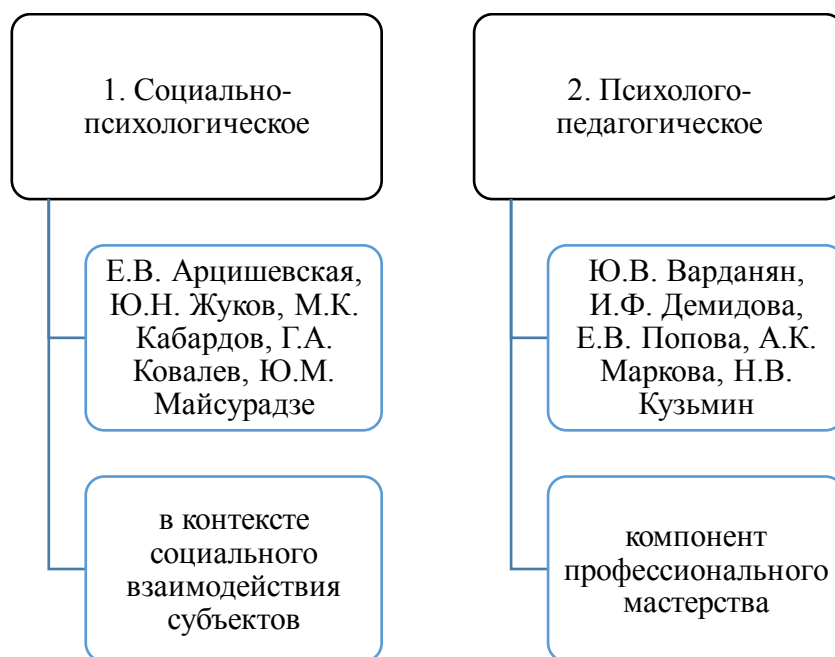 1. Социально-
психологическое
Е.В. Арцишевская,
Ю.Н. Жуков, М.К.
Кабардов, Г.А.
Ковалев, Ю.М.
Майсурадзе
в контексте
социального
взаимодействия
субъектов
2. Психолого-
педагогическое
Ю.В. Варданян,
И.Ф. Демидова,
Е.В. Попова, А.К.
Маркова, Н.В.
Кузьмин
компонент
профессионального
мастерства